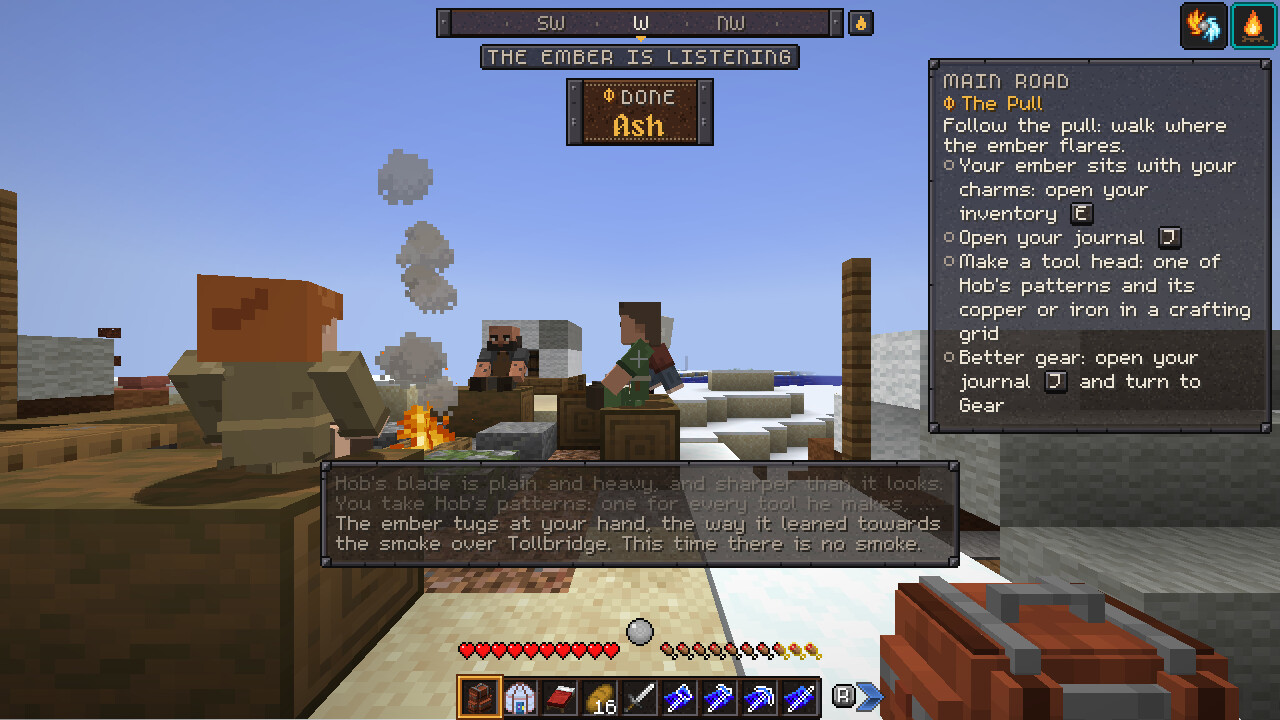 SW W NW
THE EMBER IS LISTENING
DONE
Ash
MAIN ROAD
The Pull
Follow the pull: walk where
the ember flares.
Your ember sits with your
charms: open your
inventory E
Open your journal J
Make a tool head: one of
Hob's patterns and its
copper or iron in a crafting
grid
Better gear: open your
journal J and turn to
Gear
Hob's blade is plain and heavy, and sharper than it looks.
You take Hob's patterns: one for every tool he makes, ...
The ember tugs at your hand, the way it leaned towards
the smoke over Tollbridge. This time there is no smoke.
16
R